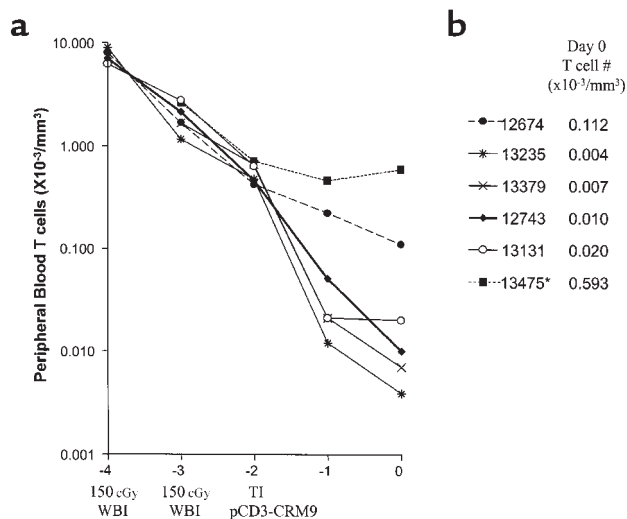 a
Peripheral Blood T cells (X10⁻³/mm³)
10.000
1.000
0.100
0.010
0.001
-4
-3
-2
-1
0
150 cGy
WBI
150 cGy
WBI
TI
pCD3-CRM9
b
Day 0
T cell #
(x10⁻³/mm³)
12674 0.112
13235 0.004
13379 0.007
12743 0.010
13131 0.020
13475* 0.593